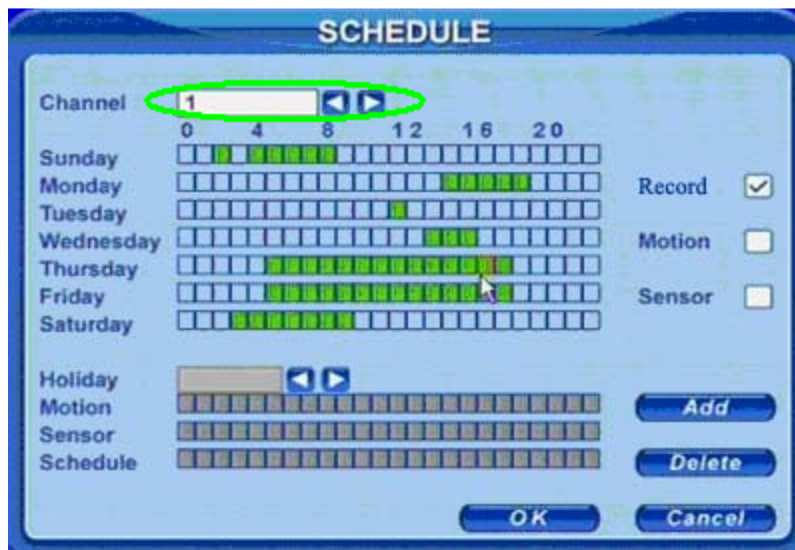 SCHEDULE
Channel 1
0 4 8 12 16 20
Sunday
Monday
Record
Tuesday
Wednesday
Motion
Thursday
Friday
Sensor
Saturday
Holiday
Motion
Add
Sensor
Schedule
Delete
OK
Cancel